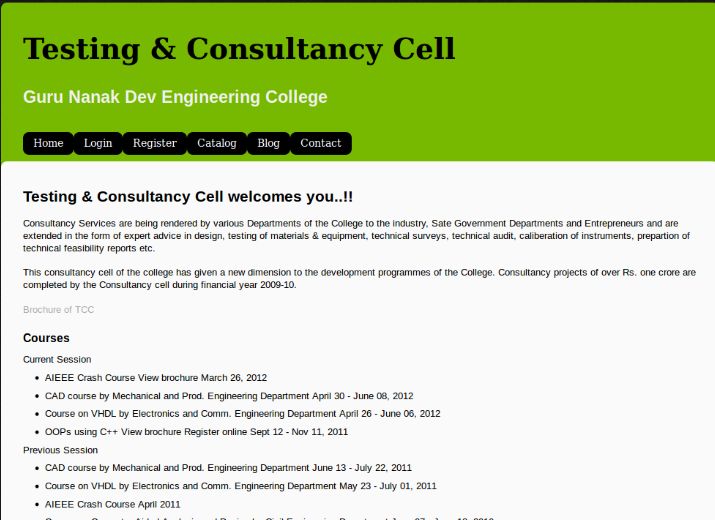 Testing & Consultancy Cell
Guru Nanak Dev Engineering College
Home Login Register Catalog Blog Contact
Testing & Consultancy Cell welcomes you..!!
Consultancy Services are being rendered by various Departments of the College to the industry, Sate Government Departments and Entrepreneurs and are
extended in the form of expert advice in design, testing of materials & equipment, technical surveys, technical audit, caliberation of instruments, prepartion of
technical feasibility reports etc.
This consultancy cell of the college has given a new dimension to the development programmes of the College. Consultancy projects of over Rs. one crore are
completed by the Consultancy cell during financial year 2009-10.
Brochure of TCC
Courses
Current Session
• AIEEE Crash Course View brochure March 26, 2012
• CAD course by Mechanical and Prod. Engineering Department April 30 - June 08, 2012
• Course on VHDL by Electronics and Comm. Engineering Department April 26 - June 06, 2012
• OOPs using C++ View brochure Register online Sept 12 - Nov 11, 2011
Previous Session
• CAD course by Mechanical and Prod. Engineering Department June 13 - July 22, 2011
• Course on VHDL by Electronics and Comm. Engineering Department May 23 - July 01, 2011
• AIEEE Crash Course April 2011